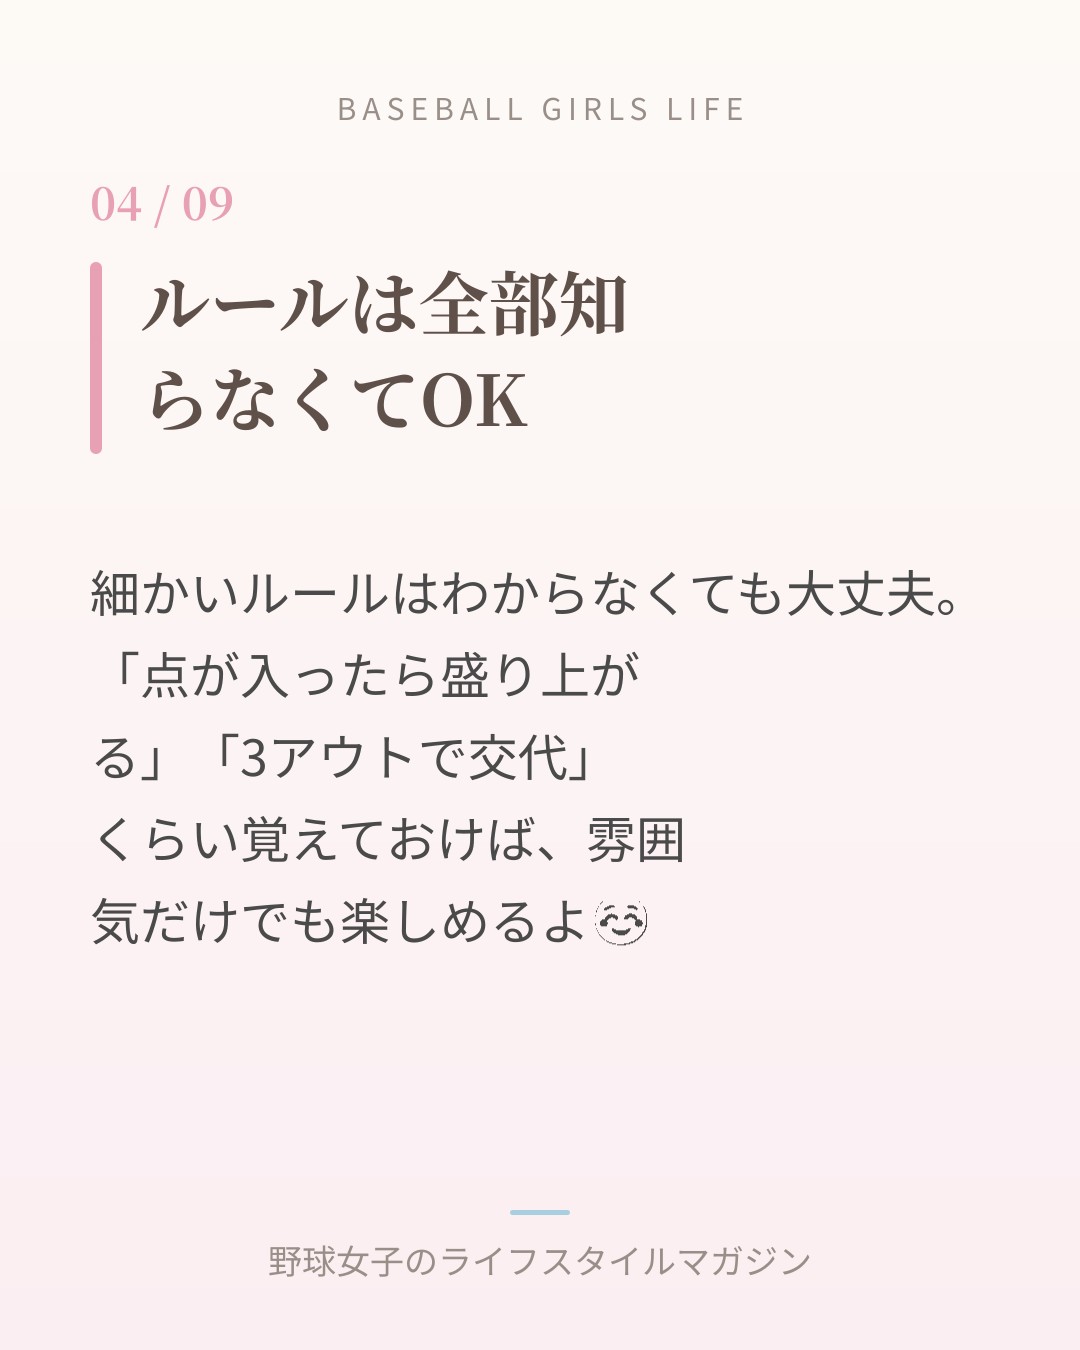 BASEBALL GIRLS LIFE
04 / 09
ルールは全部知
らなくてOK
細かいルールはわからなくても大丈夫。
「点が入ったら盛り上が
る」「3アウトで交代」
くらい覚えておけば、雰囲
気だけでも楽しめるよ😊
野球女子のライフスタイルマガジン